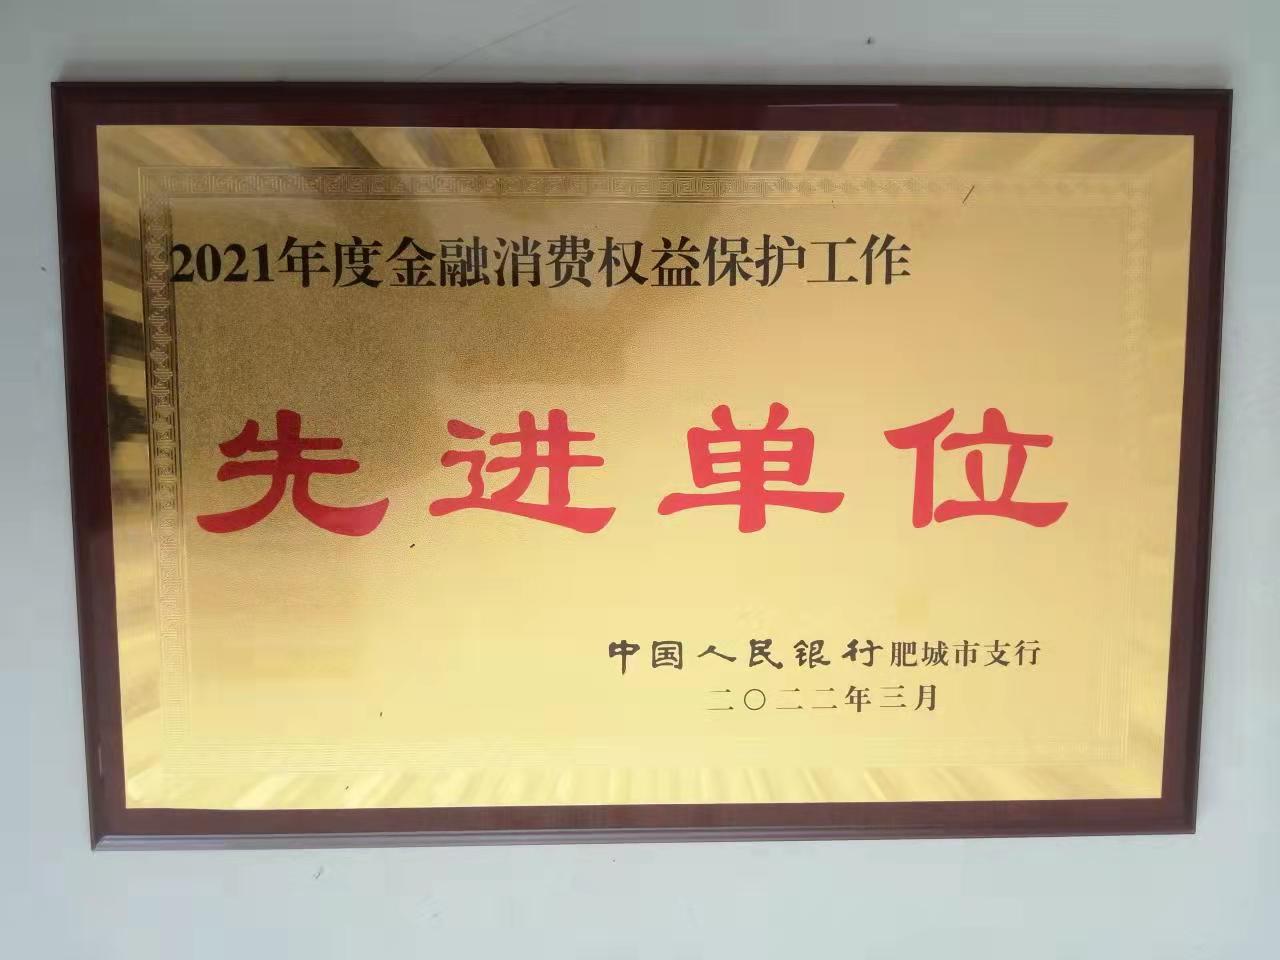 2021年度金融消费权益保护工作
先进单位
中国人民银行肥城市支行
二〇二二年三月